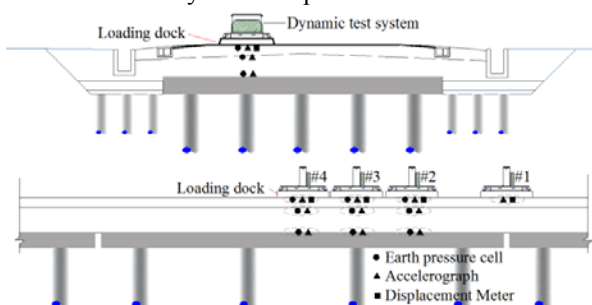 Dynamic test system
Loading dock
#4 #3 #2 #1
Loading dock
Earth pressure cell
Accelerograph
Displacement Meter